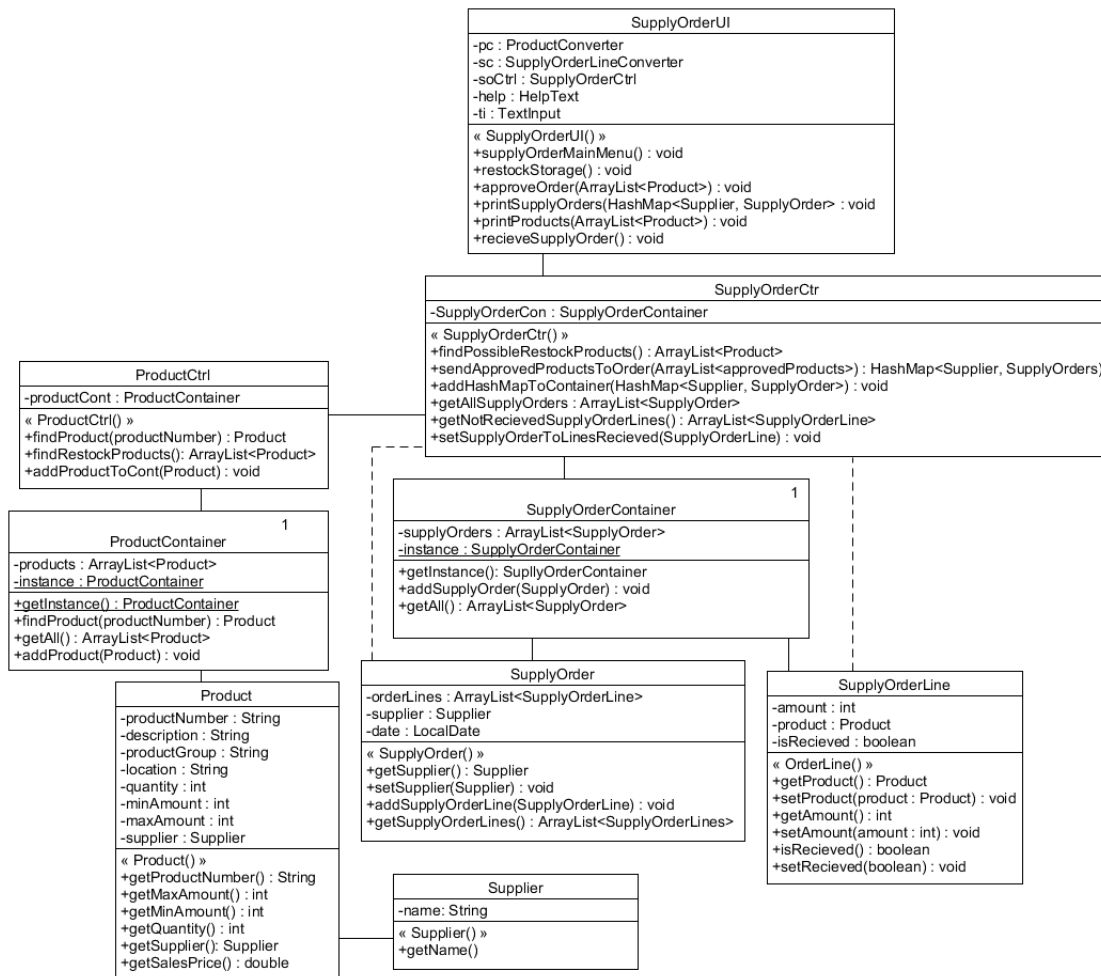 SupplyOrderUI
-pc : ProductConverter
-sc : SupplyOrderLineConverter
-soCtrl : SupplyOrderCtrl
-help : HelpText
-ti : TextInput
« SupplyOrderUI() »
+supplyOrderMainMenu() : void
+restockStorage() : void
+approveOrder(ArrayList<Product>) : void
+printSupplyOrders(HashMap<Supplier, SupplyOrder> : void
+printProducts(ArrayList<Product>) : void
+recieveSupplyOrder() : void
SupplyOrderCtr
-SupplyOrderCon : SupplyOrderContainer
« SupplyOrderCtr() »
+findPossibleRestockProducts() : ArrayList<Product>
+sendApprovedProductsToOrder(ArrayList<approvedProducts>) : HashMap<Supplier, SupplyOrders)
+addHashMapToContainer(HashMap<Supplier, SupplyOrder>) : void
+getAllSupplyOrders : ArrayList<SupplyOrder>
+getNotRecievedSupplyOrderLines() : ArrayList<SupplyOrderLine>
+setSupplyOrderToLinesRecieved(SupplyOrderLine) : void
ProductCtrl
-productCont : ProductContainer
« ProductCtrl() »
+findProduct(productNumber) : Product
+findRestockProducts(): ArrayList<Product>
+addProductToCont(Product) : void
1
ProductContainer
-products : ArrayList<Product>
-instance : ProductContainer
+getInstance() : ProductContainer
+findProduct(productNumber) : Product
+getAll() : ArrayList<Product>
+addProduct(Product) : void
1
SupplyOrderContainer
-supplyOrders : ArrayList<SupplyOrder>
-instance : SupplyOrderContainer
+getInstance(): SupllyOrderContainer
+addSupplyOrder(SupplyOrder) : void
+getAll() : ArrayList<SupplyOrder>
Product
-productNumber : String
-description : String
-productGroup : String
-location : String
-quantity : int
-minAmount : int
-maxAmount : int
-supplier : Supplier
« Product() »
+getProductNumber() : String
+getMaxAmount() : int
+getMinAmount() : int
+getQuantity() : int
+getSupplier(): Supplier
+getSalesPrice() : double
SupplyOrder
-orderLines : ArrayList<SupplyOrderLine>
-supplier : Supplier
-date : LocalDate
« SupplyOrder() »
+getSupplier() : Supplier
+setSupplier(Supplier) : void
+addSupplyOrderLine(SupplyOrderLine) : void
+getSupplyOrderLines() : ArrayList<SupplyOrderLines>
SupplyOrderLine
-amount : int
-product : Product
-isRecieved : boolean
« OrderLine() »
+getProduct() : Product
+setProduct(product : Product) : void
+getAmount() : int
+setAmount(amount : int) : void
+isRecieved() : boolean
+setRecieved(boolean) : void
Supplier
-name: String
« Supplier() »
+getName()